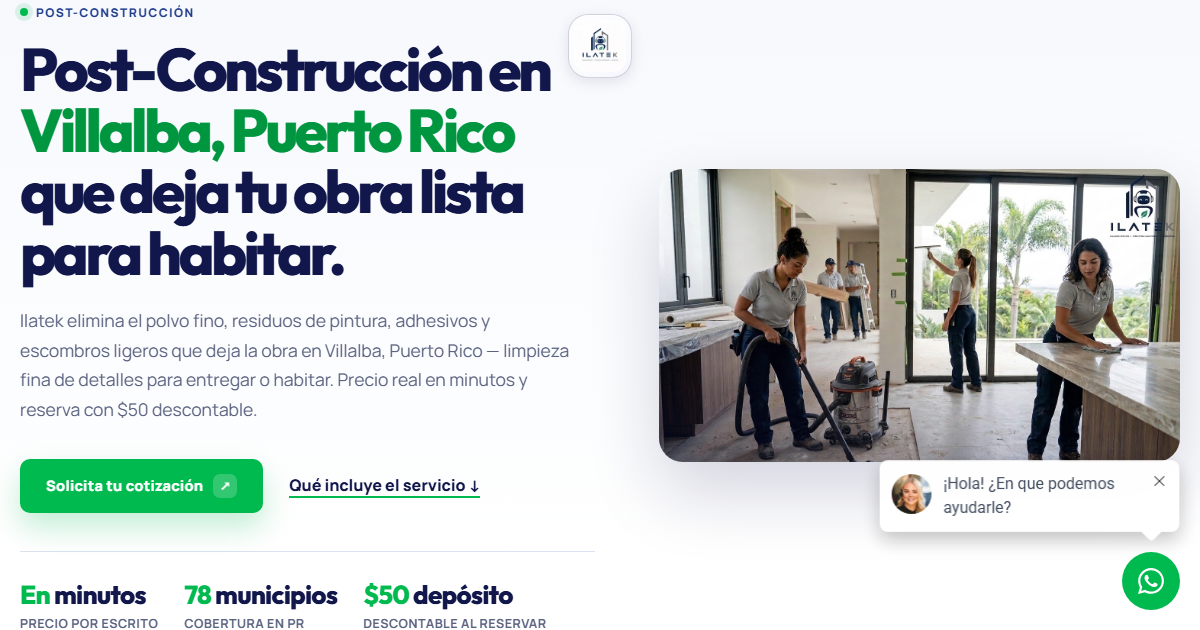 POST-CONSTRUCCIÓN
ILATEK
Post-Construcción en
Villalba, Puerto Rico
que deja tu obra lista
para habitar.
ILATEK
Ilatek elimina el polvo fino, residuos de pintura, adhesivos y
escombros ligeros que deja la obra en Villalba, Puerto Rico — limpieza
fina de detalles para entregar o habitar. Precio real en minutos y
reserva con $50 descontable.
Solicita tu cotización ↗
Qué incluye el servicio ↓
¡Hola! ¿En que podemos
ayudarle?
En minutos
PRECIO POR ESCRITO
78 municipios
COBERTURA EN PR
$50 depósito
DESCONTABLE AL RESERVAR